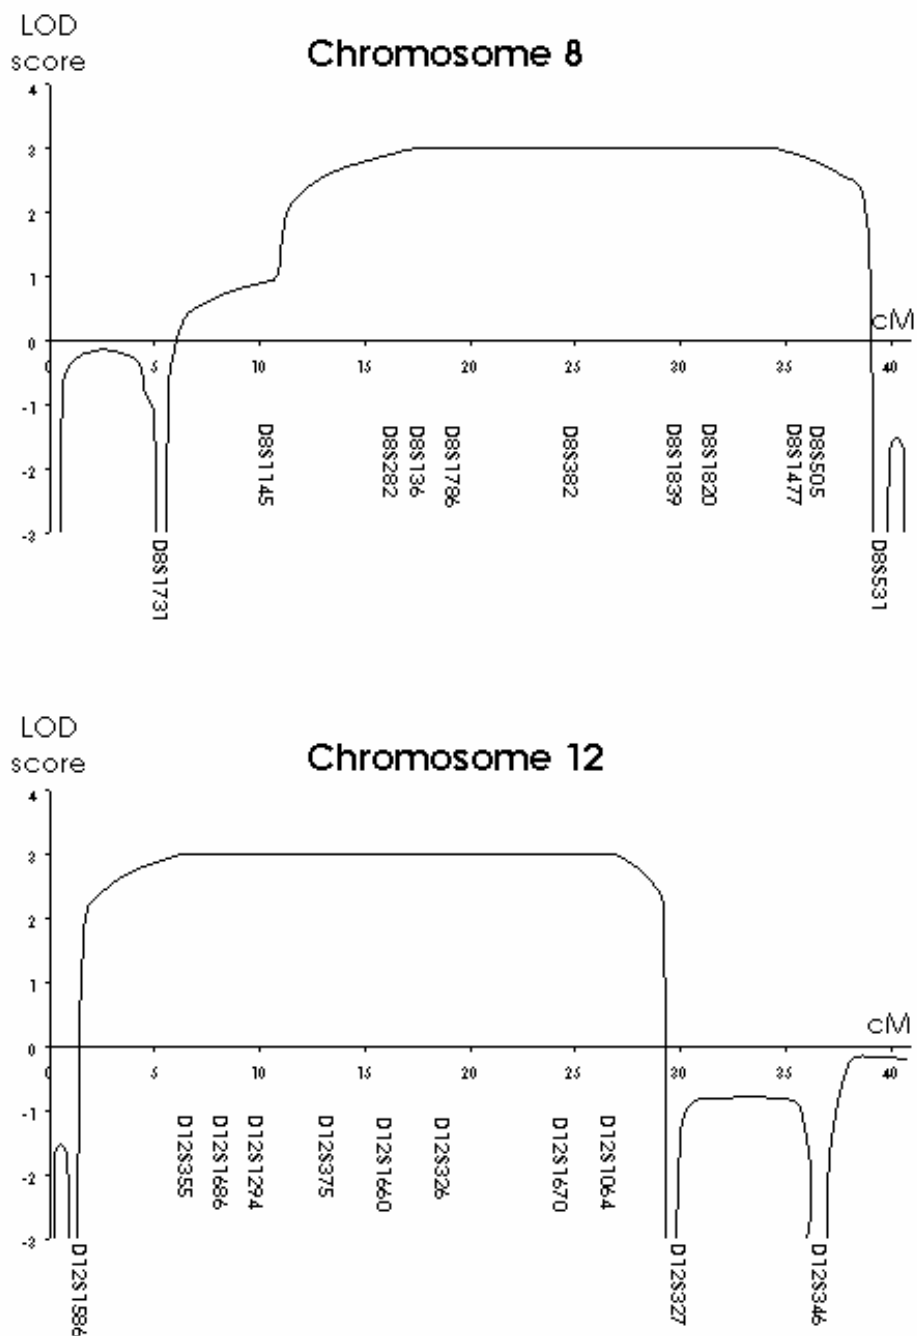 LOD
score
Chromosome 8
4
3
2
1
0
-1
-2
-3
cM
0 5 10 15 20 25 30 35 40
D8S1731
D8S1145
D8S282
D8S136
D8S1786
D8S382
D8S1839
D8S1820
D8S1477
D8S505
D8S531
LOD
score
Chromosome 12
4
3
2
1
0
-1
-2
-3
cM
0 5 10 15 20 25 30 35 40
D12S1586
D12S355
D12S1686
D12S1294
D12S375
D12S1660
D12S326
D12S1670
D12S1064
D12S327
D12S346